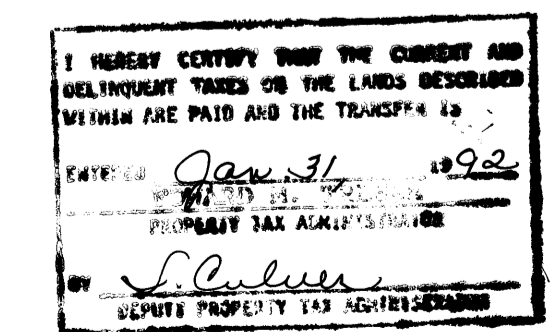 I HEREBY CERTIFY THAT THE CURRENT AND
DELINQUENT TAXES ON THE LANDS DESCRIBED
WITHIN ARE PAID AND THE TRANSFER IS
ENTERED Jan 31, 1992
PROPERTY TAX ADMINISTRATOR
BY S. Culver
DEPUTY PROPERTY TAX ADMINISTRATOR